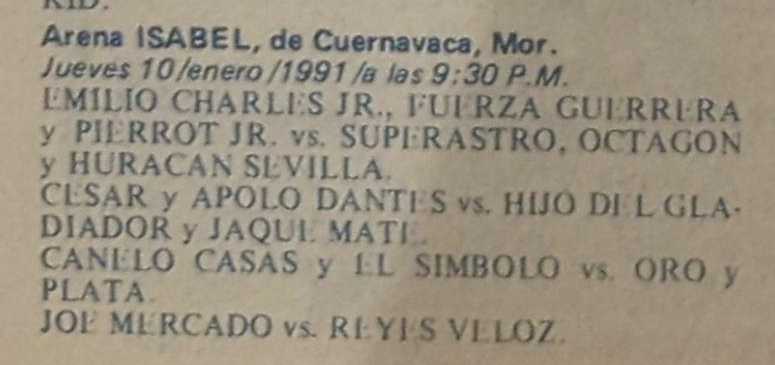 KID.
Arena ISABEL, de Cuernavaca, Mor.
Jueves 10/enero/1991/a las 9:30 P.M.
EMILIO CHARLES JR., FUERZA GUERRERA
y PIERROT JR. vs. SUPERASTRO, OCTAGON
y HURACAN SEVILLA.
CESAR y APOLO DANTES vs. HIJO DEL GLA-
DIADOR y JAQUE MATE.
CANELO CASAS y EL SIMBOLO vs. ORO y
PLATA.
JOE MERCADO vs. REYES VELOZ.